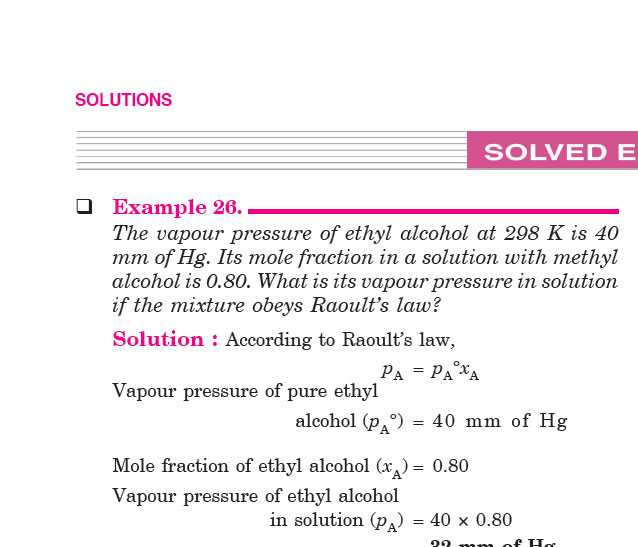 SOLUTIONS
SOLVED E
❑ Example 26.
The vapour pressure of ethyl alcohol at 298 K is 40
mm of Hg. Its mole fraction in a solution with methyl
alcohol is 0.80. What is its vapour pressure in solution
if the mixture obeys Raoult's law?
Solution : According to Raoult's law,
p_A = p_A° x_A
Vapour pressure of pure ethyl
alcohol (p_A°) = 40 mm of Hg
Mole fraction of ethyl alcohol (x_A) = 0.80
Vapour pressure of ethyl alcohol
in solution (p_A) = 40 × 0.80
32 mm of Hg